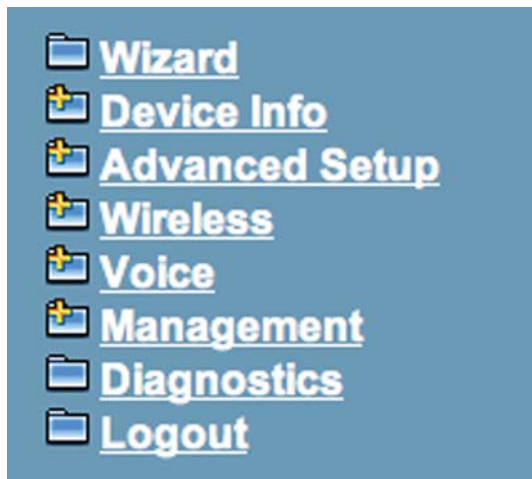 Wizard
Device Info
Advanced Setup
Wireless
Voice
Management
Diagnostics
Logout